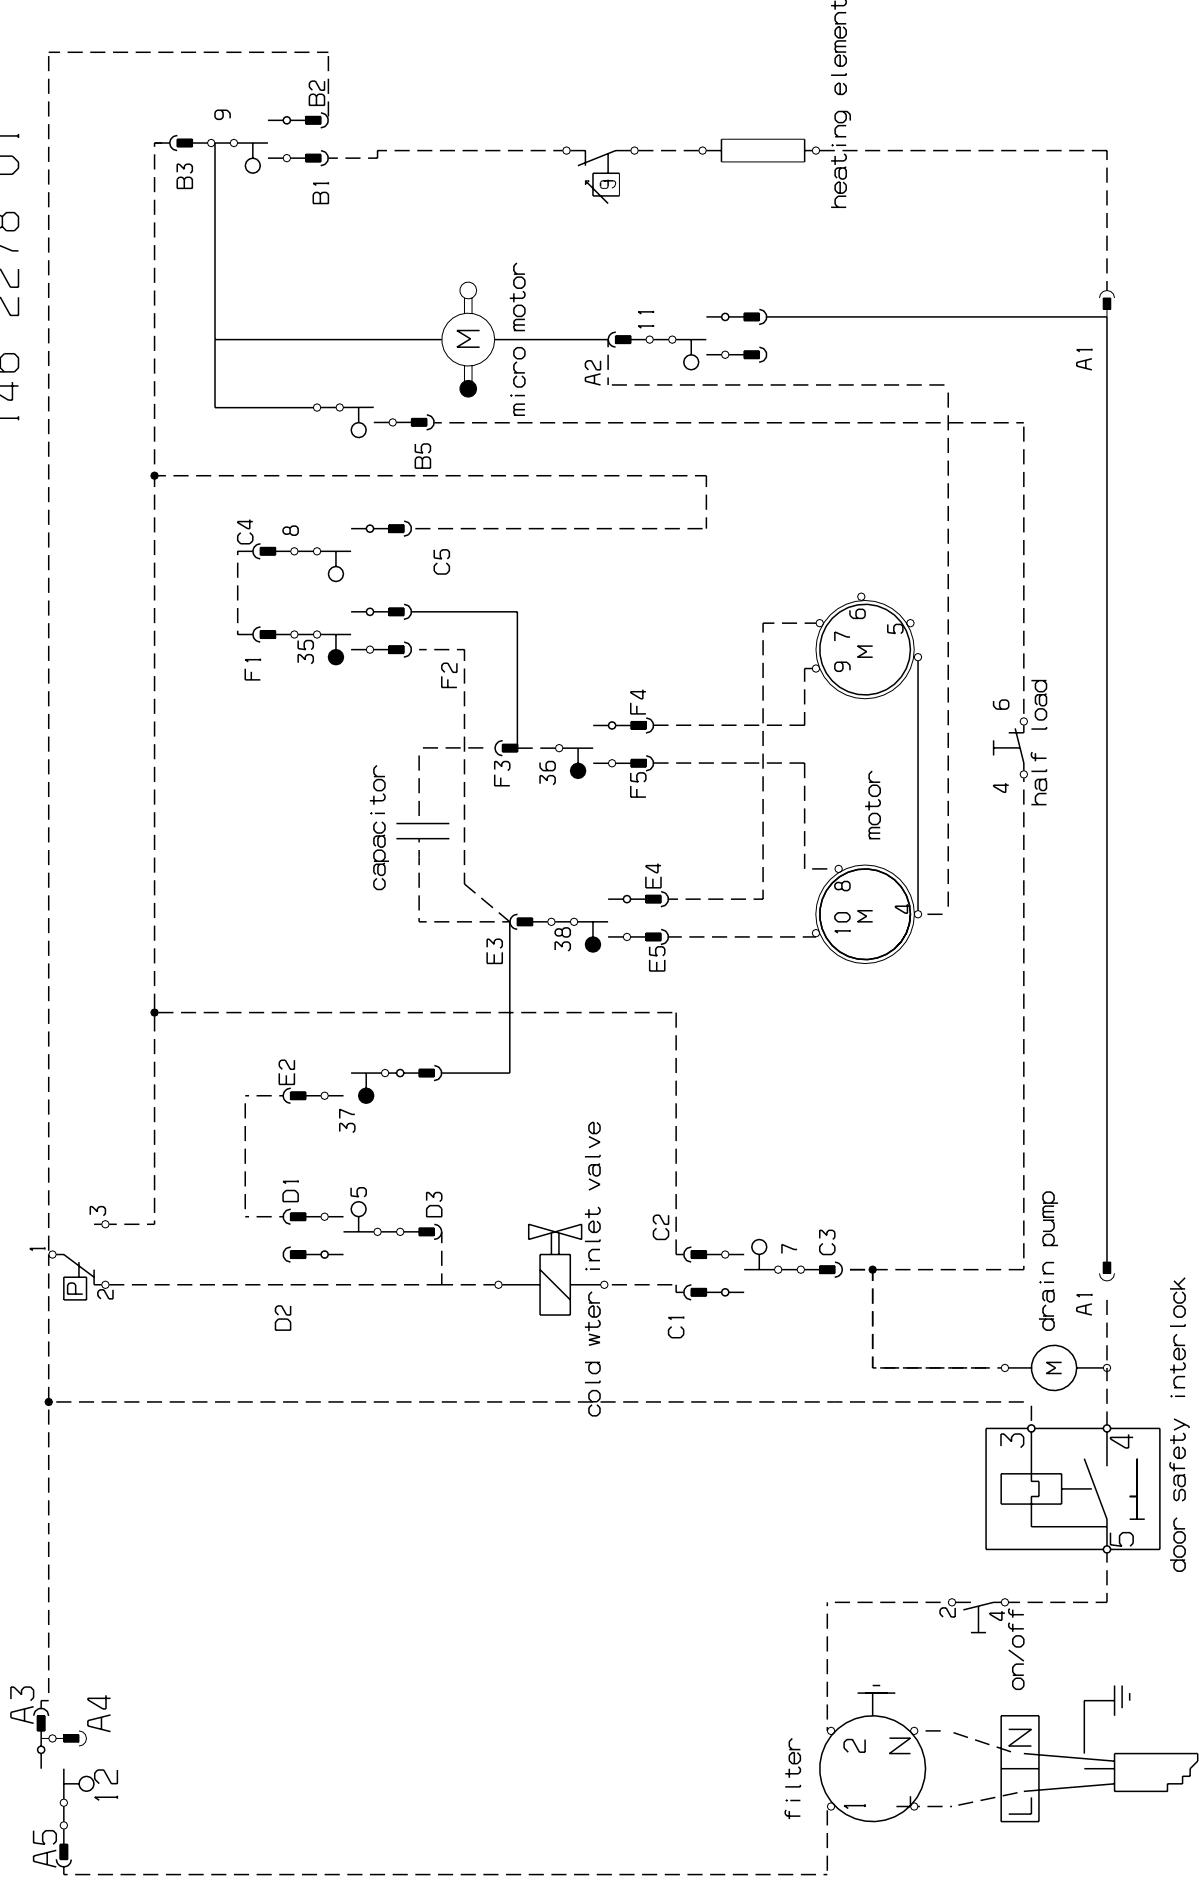 146 2278 01
heating element
B2
9
B3
B1
9
micro motor
M
11
A2
A1
B5
C4
8
C5
F1
35
F2
F4
F3
36
F5
6
7
5
9
M
6
half load
4
capacitor
motor
E4
E3
38
E5
8
10
M
4
E2
37
D1
5
D3
3
1
P
2
D2
cold wter inlet valve
C2
7
C3
C1
drain pump
A1
M
door safety interlock
3
4
5
2
4
on/off
A3
A4
12
A5
filter
2
N
1
L
N
L